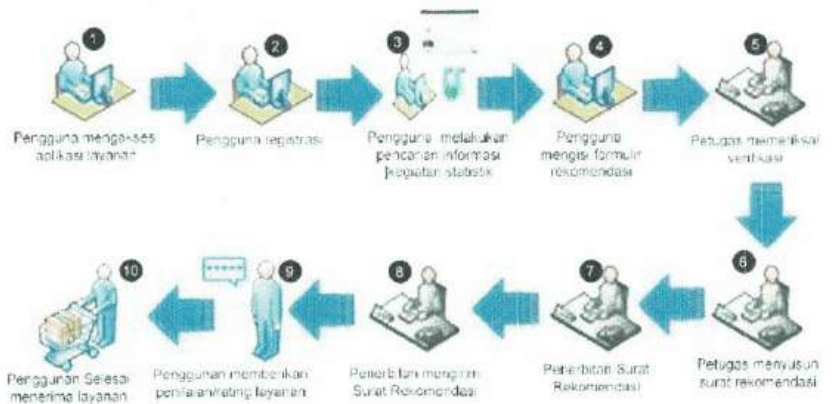 1
Pengguna mengakses
aplikasi layanan
2
Pengguna registrasi
3
Pengguna melakukan
pencarian informasi
kegiatan statistik
4
Pengguna
mengisi formulir
rekomendasi
5
Petugas memeriksa/
verifikasi
6
Petugas menyusun
surat rekomendasi
7
Penerbitan Surat
Rekomendasi
8
Penerbitan mengirim
Surat Rekomendasi
9
Penggunan memberikan
penilaian/rating layanan
10
Penggunan Selesai
menerima layanan